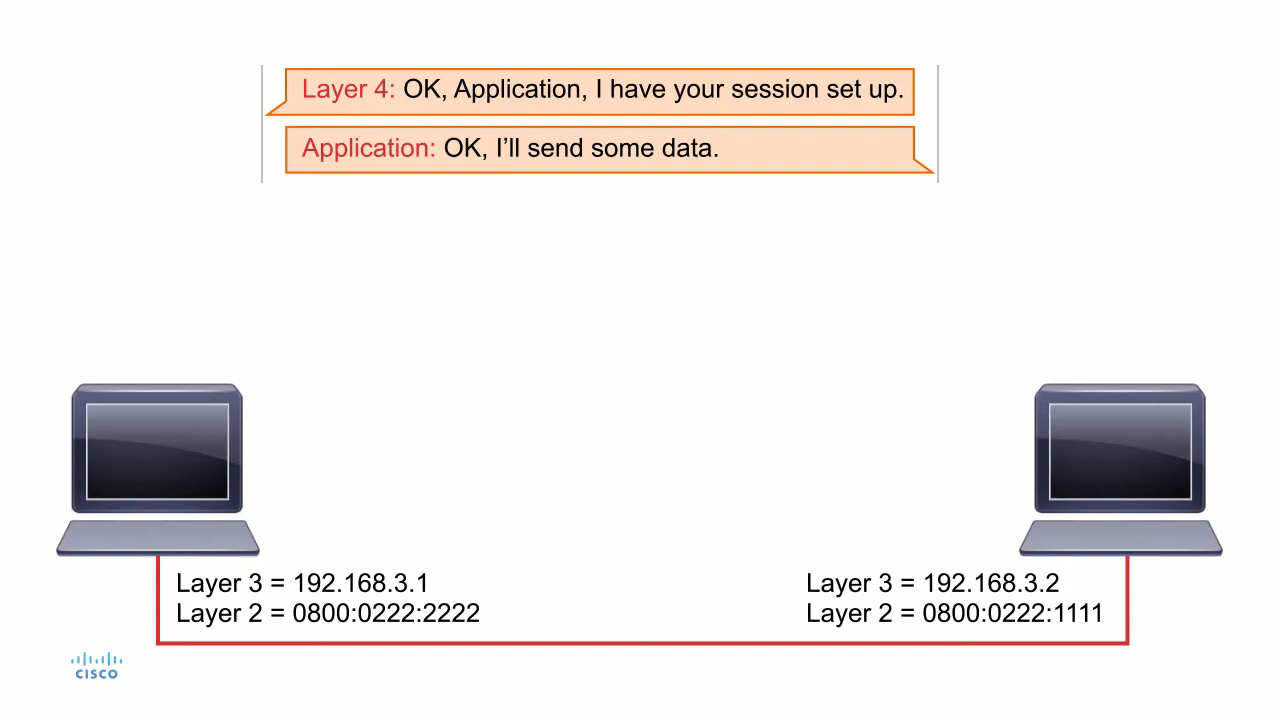 Layer 4: OK, Application, I have your session set up.
Application: OK, I’ll send some data.
Layer 3 = 192.168.3.1
Layer 2 = 0800:0222:2222
Layer 3 = 192.168.3.2
Layer 2 = 0800:0222:1111
CISCO